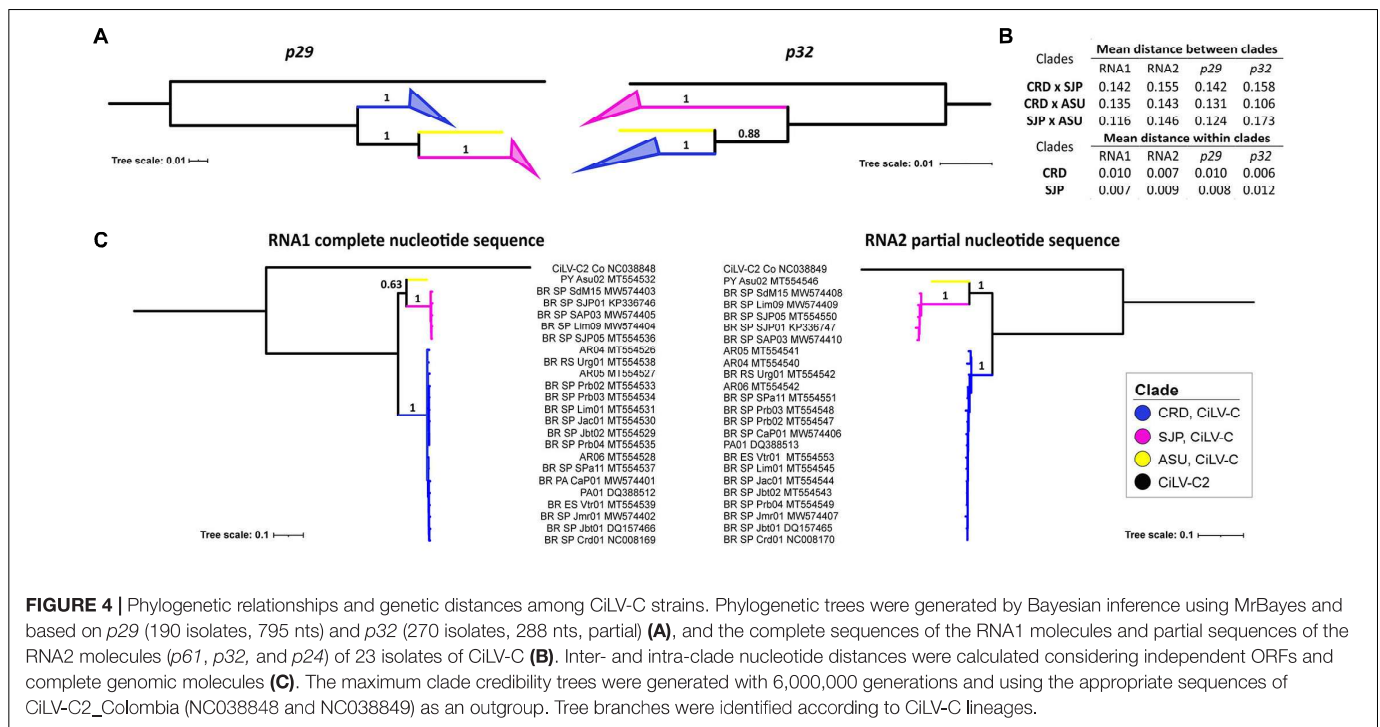 A
p29
p32
1
1
1
Tree scale: 0.01
1
0.88
1
Tree scale: 0.01
B
Clades Mean distance between clades
RNA1 RNA2 p29 p32
CRD x SJP 0.142 0.155 0.142 0.158
CRD x ASU 0.135 0.143 0.131 0.106
SJP x ASU 0.116 0.146 0.124 0.173
Clades Mean distance within clades
RNA1 RNA2 p29 p32
CRD 0.010 0.007 0.010 0.006
SJP 0.007 0.009 0.008 0.012
C
RNA1 complete nucleotide sequence
0.63
1
1
CiLV-C2 Co NC038848
PY Asu02 MT554532
BR SP SdM15 MW574403
BR SP SJP01 KP336746
BR SP SAP03 MW574405
BR SP Lim09 MW574404
BR SP SJP05 MT554536
AR04 MT554526
BR RS Urg01 MT554538
AR05 MT554527
BR SP Prb02 MT554533
BR SP Prb03 MT554534
BR SP Lim01 MT554531
BR SP Jac01 MT554530
BR SP Jbt02 MT554529
BR SP Prb04 MT554535
AR06 MT554528
BR SP SPa11 MT554537
BR PA CaP01 MW574401
PA01 DQ388512
BR ES Vtr01 MT554539
BR SP Jmr01 MW574402
BR SP Jbt01 DQ157466
BR SP Crd01 NC008169
Tree scale: 0.1
RNA2 partial nucleotide sequence
CiLV-C2 Co NC038849
PY Asu02 MT554546
BR SP SdM15 MW574408
BR SP Lim09 MW574409
BR SP SJP05 MT554550
BR SP SJP01 KP336747
BR SP SAP03 MW574410
AR05 MT554541
AR04 MT554540
BR RS Urg01 MT554542
AR06 MT554542
BR SP SPa11 MT554551
BR SP Prb03 MT554548
BR SP Prb02 MT554547
BR SP CaP01 MW574406
PA01 DQ388513
BR ES Vtr01 MT554553
BR SP Lim01 MT554545
BR SP Jac01 MT554544
BR SP Jbt02 MT554543
BR SP Prb04 MT554549
BR SP Jmr01 MW574407
BR SP Jbt01 DQ157465
BR SP Crd01 NC008170
1
1
1
Clade
CRD, CiLV-C
SJP, CiLV-C
ASU, CiLV-C
CiLV-C2
Tree scale: 0.1
FIGURE 4 | Phylogenetic relationships and genetic distances among CiLV-C strains. Phylogenetic trees were generated by Bayesian inference using MrBayes and
based on p29 (190 isolates, 795 nts) and p32 (270 isolates, 288 nts, partial) (A), and the complete sequences of the RNA1 molecules and partial sequences of the
RNA2 molecules (p61, p32, and p24) of 23 isolates of CiLV-C (B). Inter- and intra-clade nucleotide distances were calculated considering independent ORFs and
complete genomic molecules (C). The maximum clade credibility trees were generated with 6,000,000 generations and using the appropriate sequences of
CiLV-C2_Colombia (NC038848 and NC038849) as an outgroup. Tree branches were identified according to CiLV-C lineages.